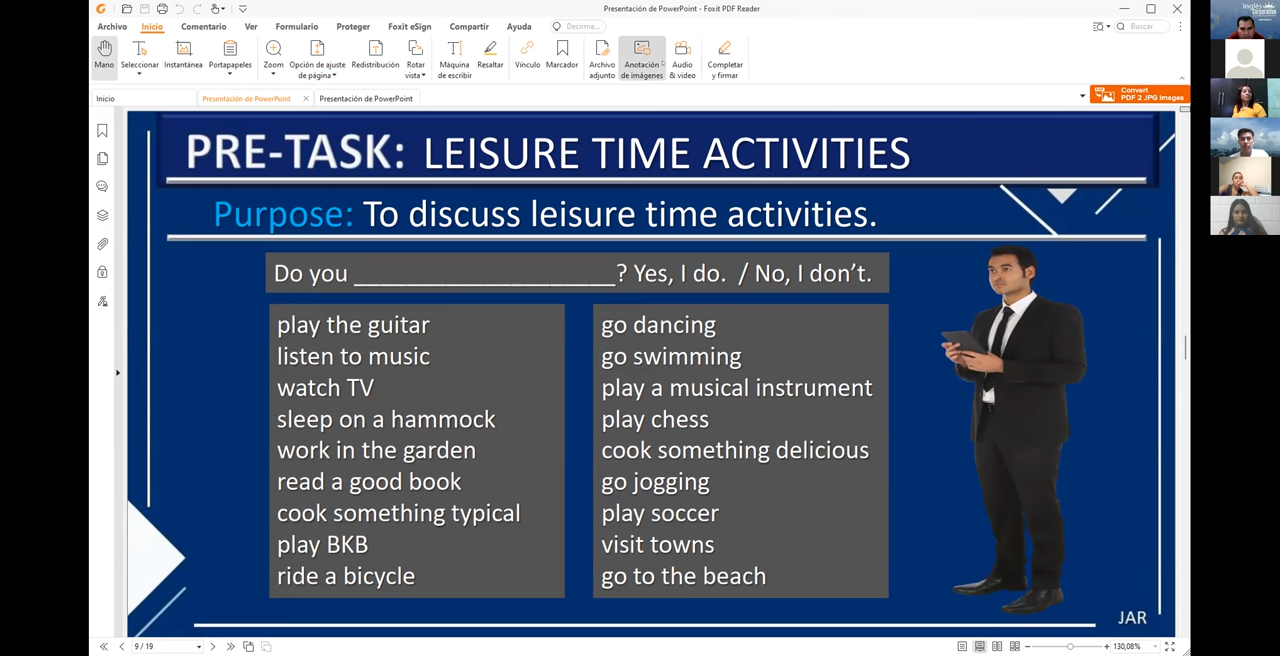 Presentación de PowerPoint - Foxit PDF Reader
Archivo Inicio Comentario Ver Formulario Proteger Foxit eSign Compartir Ayuda Decirme... Buscar
Mano Seleccionar Instantánea Portapapeles Zoom Opción de ajuste de página Redistribución Rotar vista Máquina de escribir Resaltar Vínculo Marcador Archivo adjunto Anotación de imágenes Audio & video Completar y firmar
Inicio Presentación de PowerPoint Presentación de PowerPoint
Convert
PDF 2 JPG Images
PRE-TASK: LEISURE TIME ACTIVITIES
Purpose: To discuss leisure time activities.
Do you ____________________? Yes, I do. / No, I don't.
play the guitar
listen to music
watch TV
sleep on a hammock
work in the garden
read a good book
cook something typical
play BKB
ride a bicycle
go dancing
go swimming
play a musical instrument
play chess
cook something delicious
go jogging
play soccer
visit towns
go to the beach
JAR
9 / 19
130,08%
Inglés
Corporativo